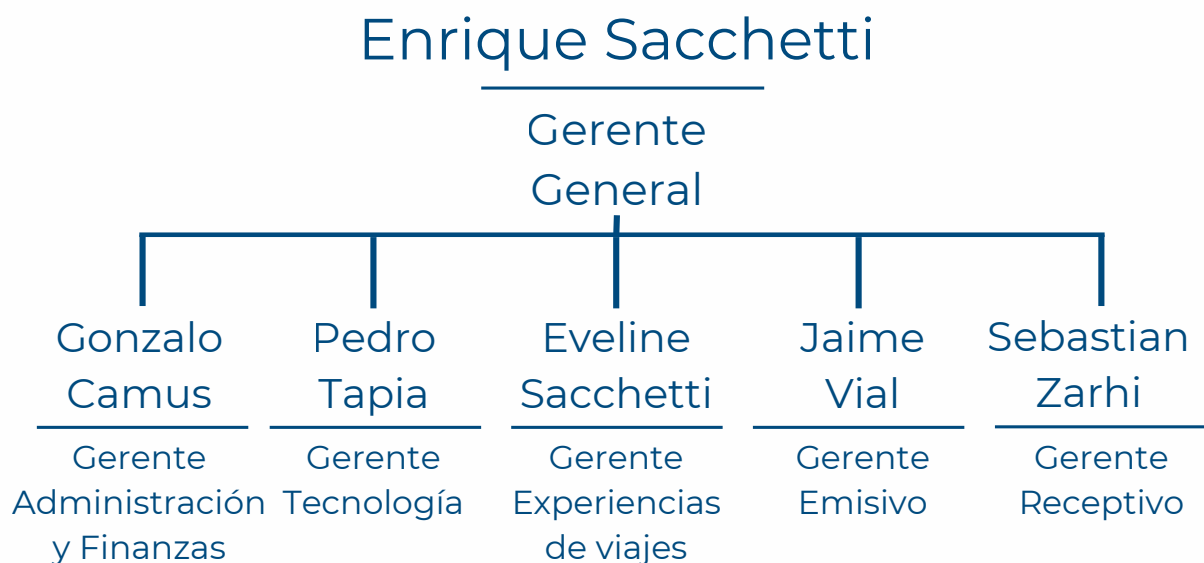 Enrique Sacchetti
Gerente
General
Gonzalo
Camus
Gerente
Administración
y Finanzas
Pedro
Tapia
Gerente
Tecnología
Eveline
Sacchetti
Gerente
Experiencias
de viajes
Jaime
Vial
Gerente
Emisivo
Sebastian
Zarhi
Gerente
Receptivo